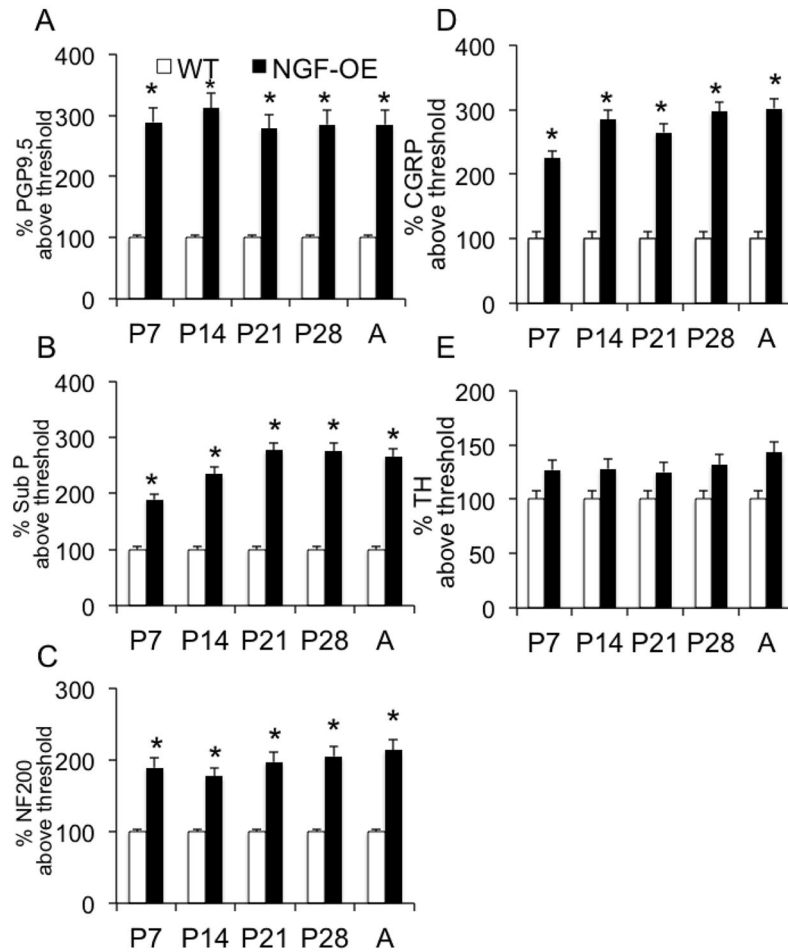 A
WT NGF-OE
400
* * * * *
300
200
100
0
% PGP9.5
above threshold
P7 P14 P21 P28 A
B
400
* * * * *
300
200
100
0
% Sub P
above threshold
P7 P14 P21 P28 A
C
300
* * * * *
200
100
0
% NF200
above threshold
P7 P14 P21 P28 A
D
400
* * * * *
300
200
100
0
% CGRP
above threshold
P7 P14 P21 P28 A
E
200
150
100
50
0
% TH
above threshold
P7 P14 P21 P28 A